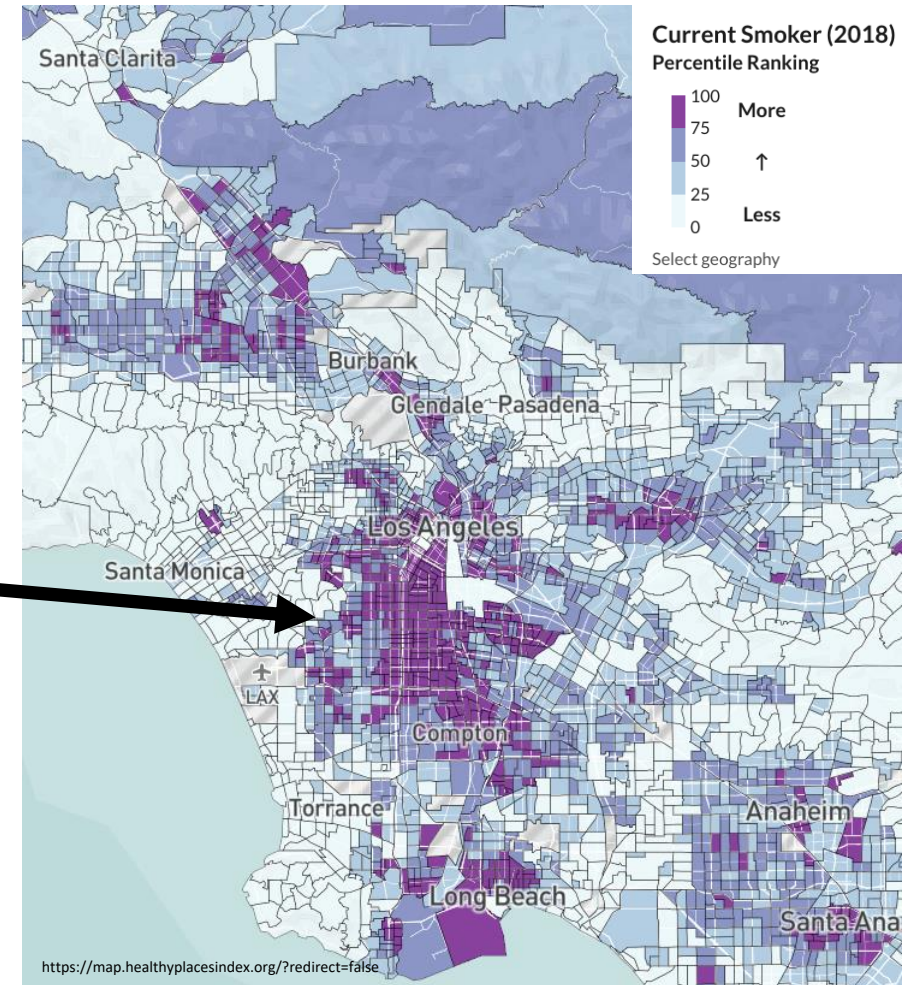 Current Smoker (2018)
Percentile Ranking
100
More
75
50
↑
25
Less
0
Select geography
Santa Clarita
Burbank
Glendale Pasadena
Los Angeles
Santa Monica
LAX
Compton
Torrance
Anaheim
Long Beach
Santa Ana
https://map.healthyplacesindex.org/?redirect=false